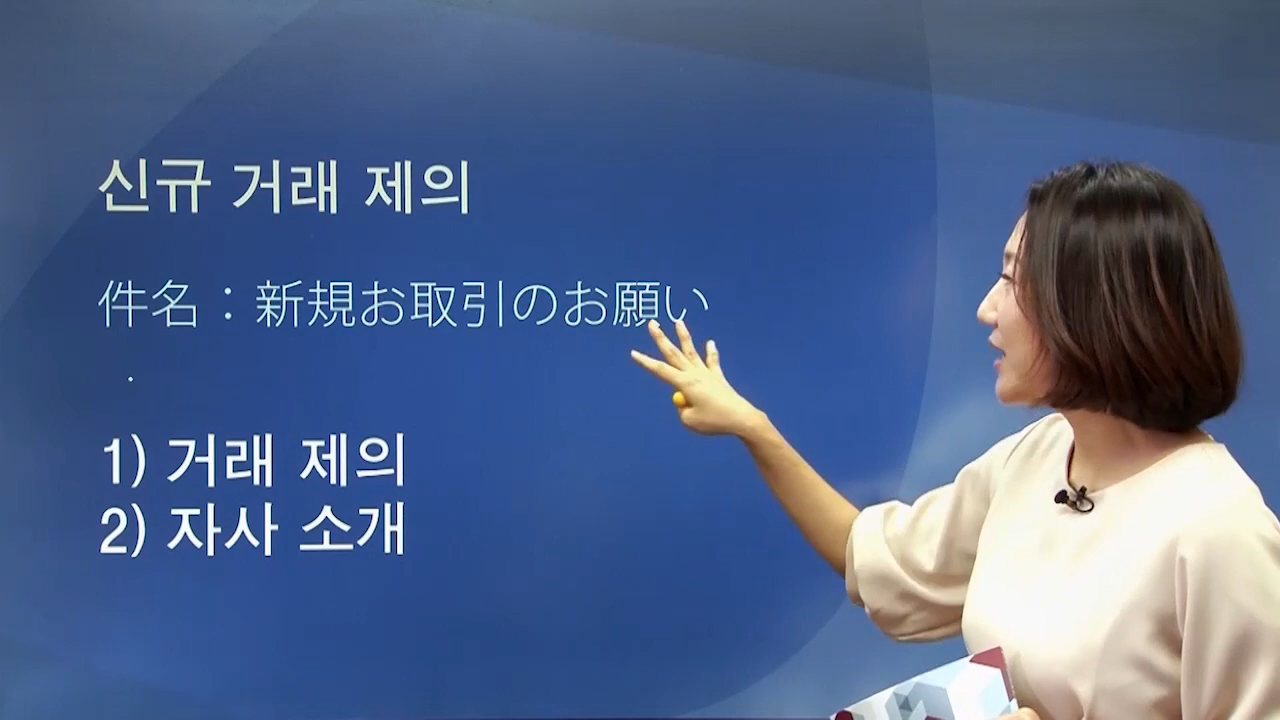 신규 거래 제의
件名：新規お取引のお願い
1) 거래 제의
2) 자사 소개